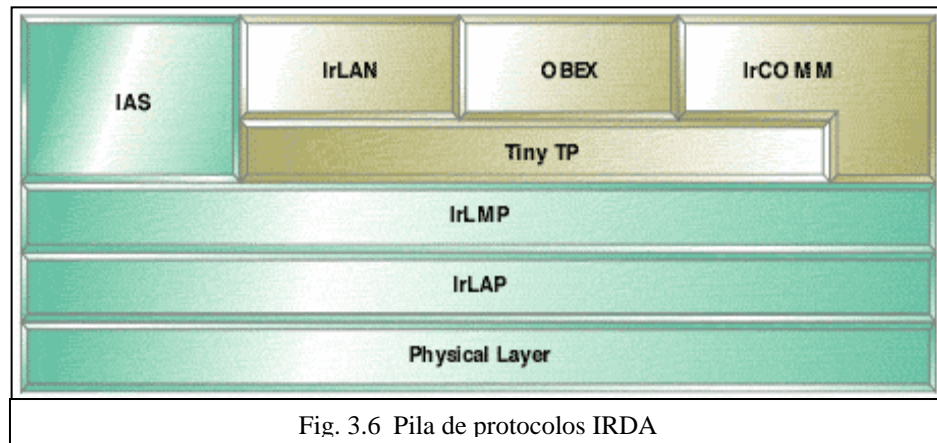 IAS
IrLAN
OBEX
IrCOMM
Tiny TP
IrLMP
IrLAP
Physical Layer
Fig. 3.6 Pila de protocolos IRDA